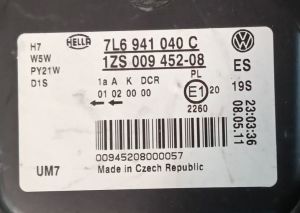 H7
W5W
PY21W
D1S
HELLA
7L6 941 040 C
1ZS 009 452-08
1a A K DCR
01 02 00 00
PL
E1 20
2260
ES
19S
23:03:36
08.05.11
UM7
00945208000057
Made in Czech Republic